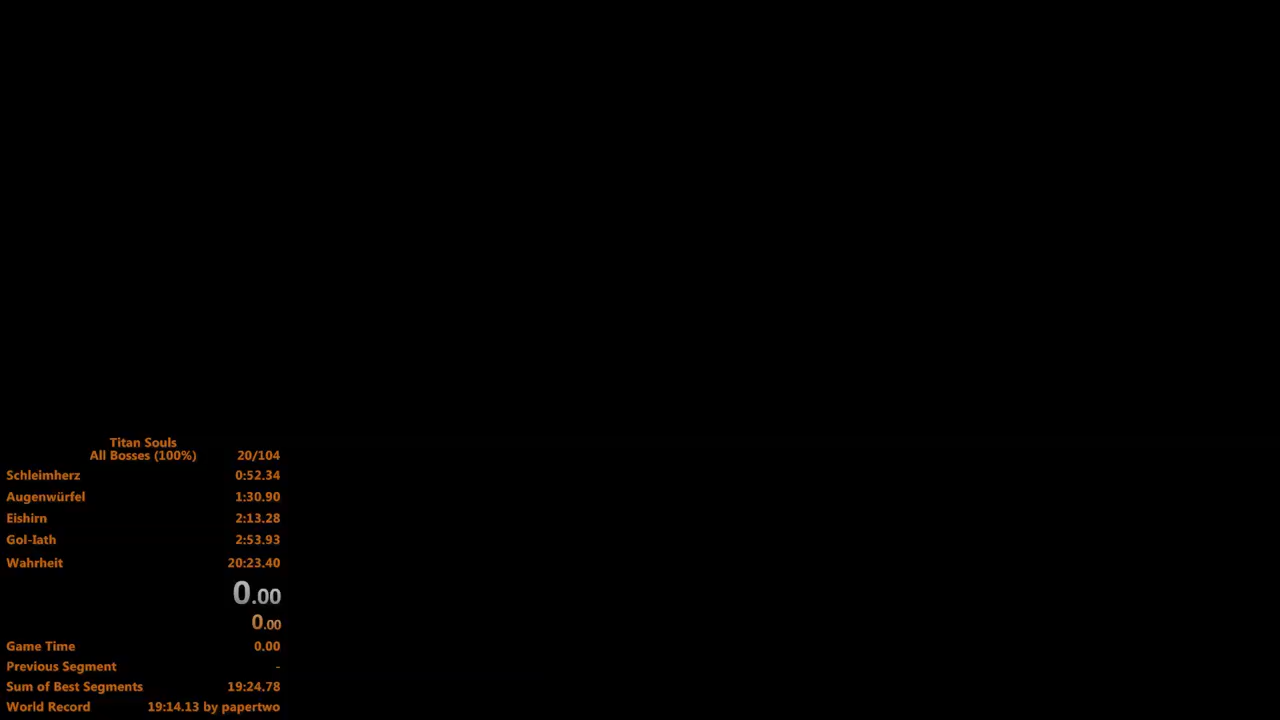 Titan Souls
All Bosses (100%) 20/104
Schleimherz 0:52.34
Augenwürfel 1:30.90
Eishirn 2:13.28
Gol-Iath 2:53.93
Wahrheit 20:23.40
0.00
0.00
Game Time 0.00
Previous Segment -
Sum of Best Segments 19:24.78
World Record 19:14.13 by papertwo